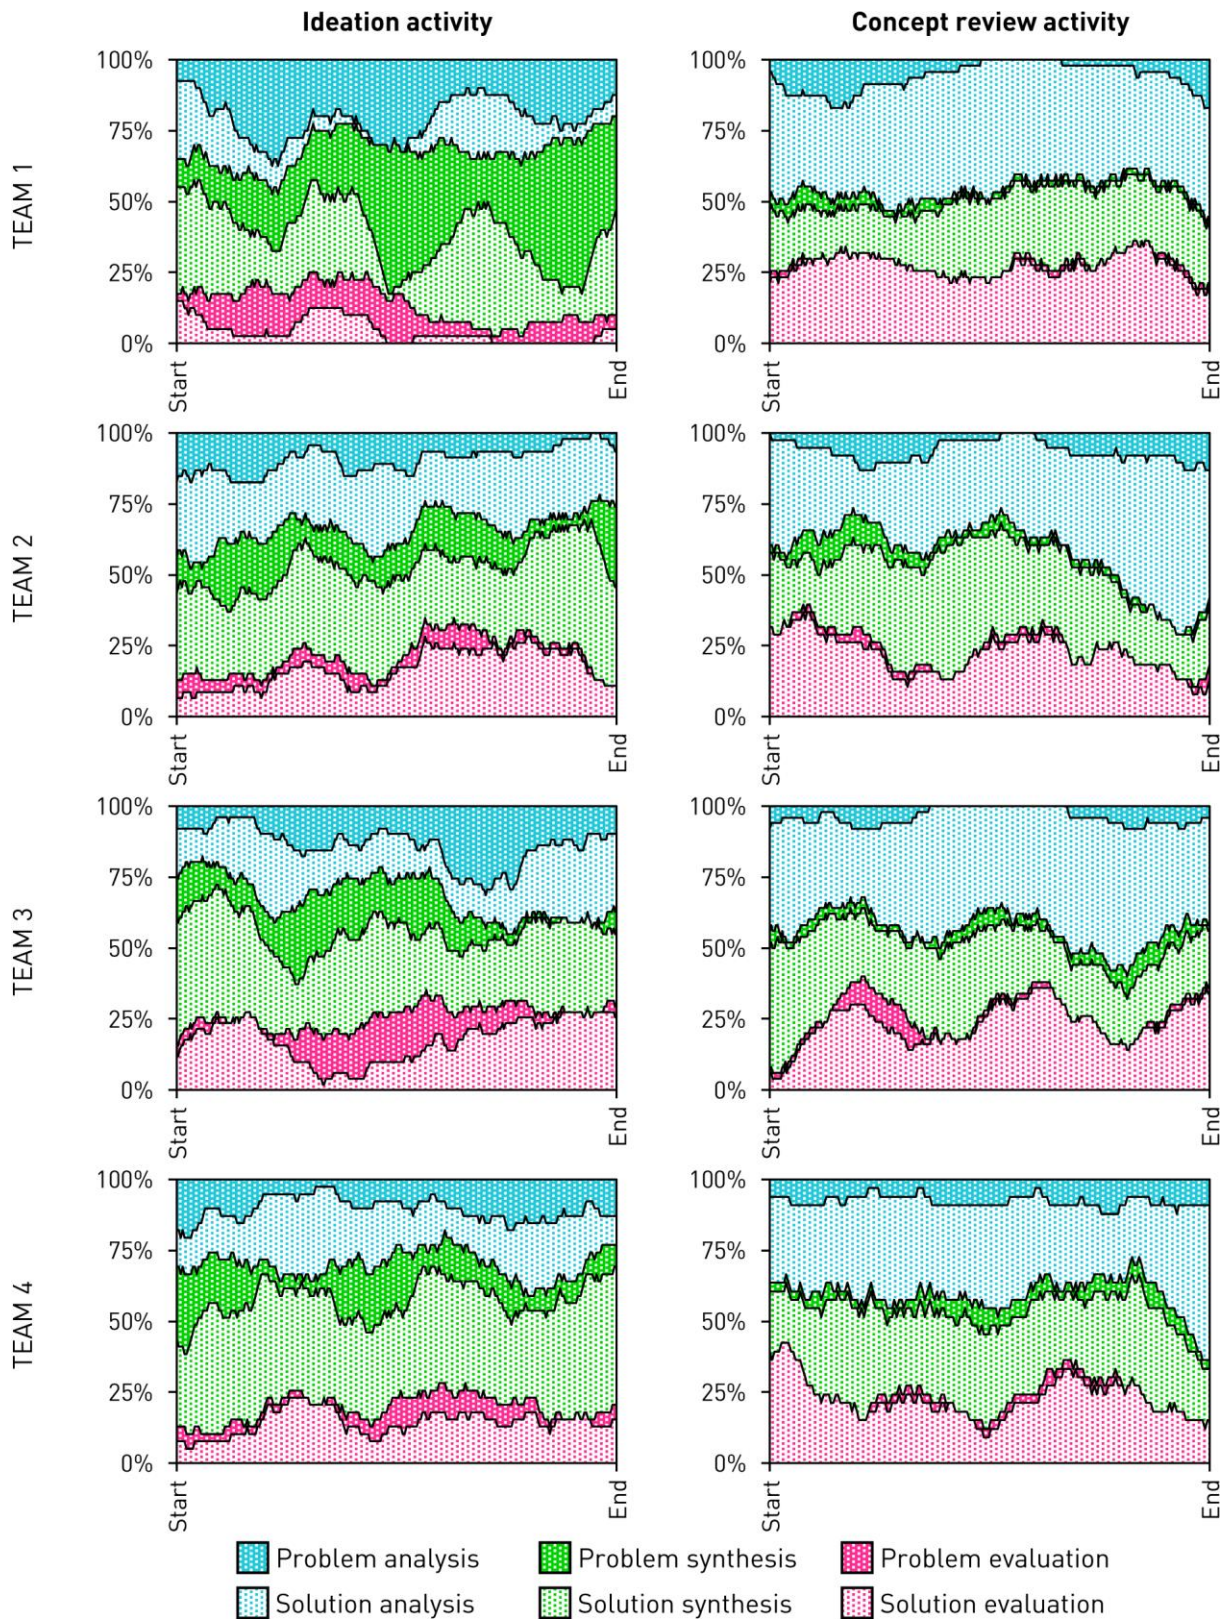 Ideation activity
Concept review activity
TEAM 1
100%
75%
50%
25%
0%
Start
End
100%
75%
50%
25%
0%
Start
End
TEAM 2
100%
75%
50%
25%
0%
Start
End
100%
75%
50%
25%
0%
Start
End
TEAM 3
100%
75%
50%
25%
0%
Start
End
100%
75%
50%
25%
0%
Start
End
TEAM 4
100%
75%
50%
25%
0%
Start
End
100%
75%
50%
25%
0%
Start
End
Problem analysis
Problem synthesis
Problem evaluation
Solution analysis
Solution synthesis
Solution evaluation